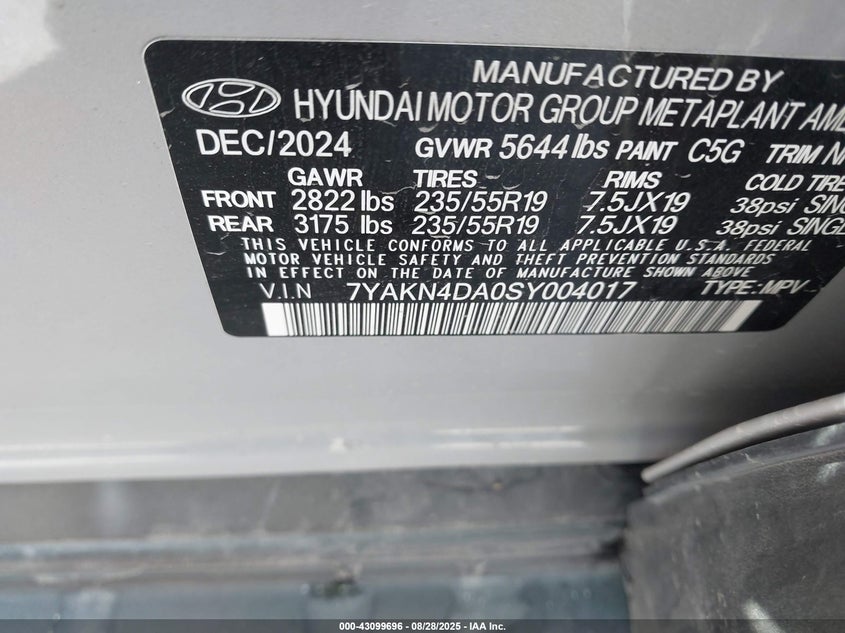 MANUFACTURED BY
HYUNDAI MOTOR GROUP METAPLANT
DEC/2024 GVWR 5644 lbs PAINT C5G TRIM
GAWR TIRES RIMS COLD
FRONT 2822 lbs 235/55R19 7.5JX19 38psi
REAR 3175 lbs 235/55R19 7.5JX19 38psi
THIS VEHICLE CONFORMS TO ALL APPLICABLE U.S.A. FEDERAL
MOTOR VEHICLE SAFETY AND THEFT PREVENTION STANDARDS
IN EFFECT ON THE DATE OF MANUFACTURE SHOWN ABOVE
V.I.N 7YAKN4DA0SY004017 TYPE:MPV
000-43099696 - 08/28/2025 - IAA Inc.